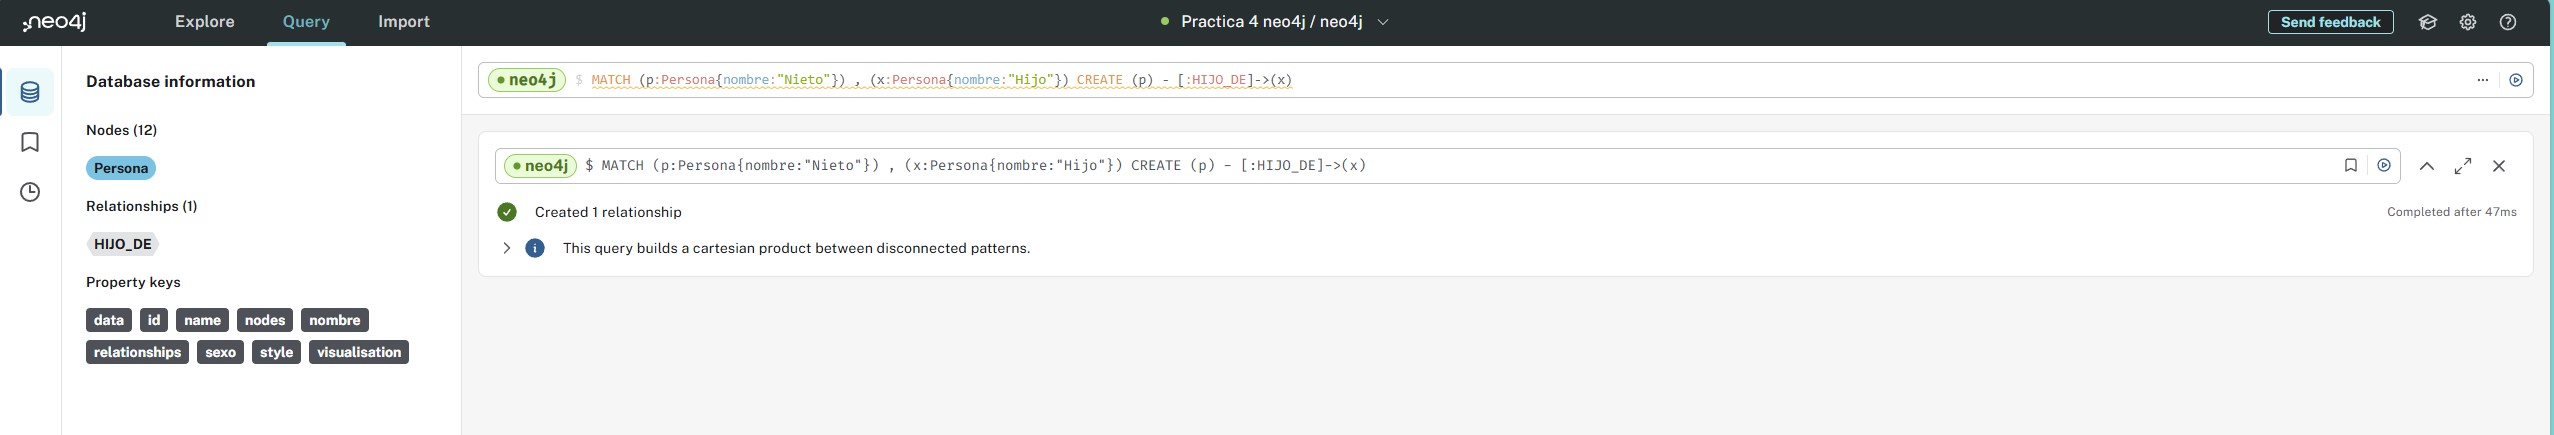 neo4j Explore Query Import Practica 4 neo4j / neo4j Send feedback
Database information
Nodes (12)
Persona
Relationships (1)
HIJO_DE
Property keys
data id name nodes nombre
relationships sexo style visualisation
neo4j $ MATCH (p:Persona{nombre:"Nieto"}) , (x:Persona{nombre:"Hijo"}) CREATE (p) - [:HIJO_DE]->(x)
neo4j $ MATCH (p:Persona{nombre:"Nieto"}) , (x:Persona{nombre:"Hijo"}) CREATE (p) - [:HIJO_DE]->(x)
Created 1 relationship Completed after 47ms
This query builds a cartesian product between disconnected patterns.